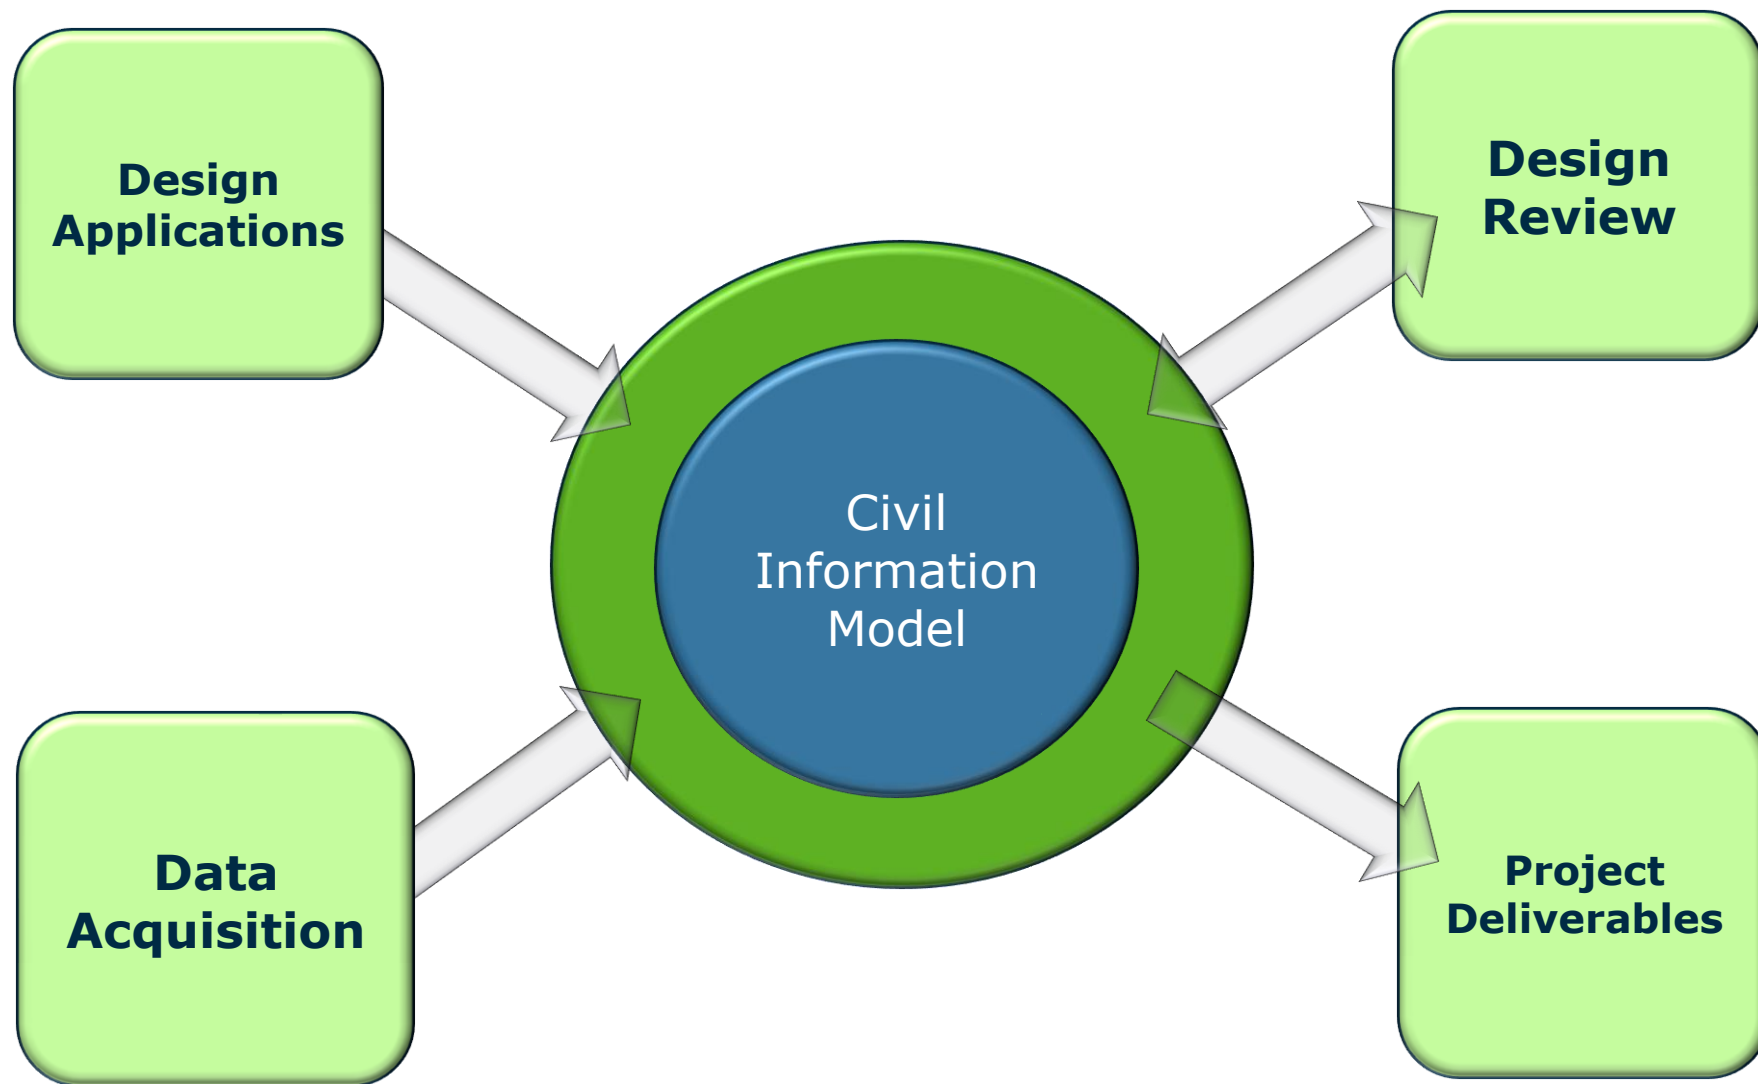 Design
Applications
Design
Review
Civil
Information
Model
Data
Acquisition
Project
Deliverables